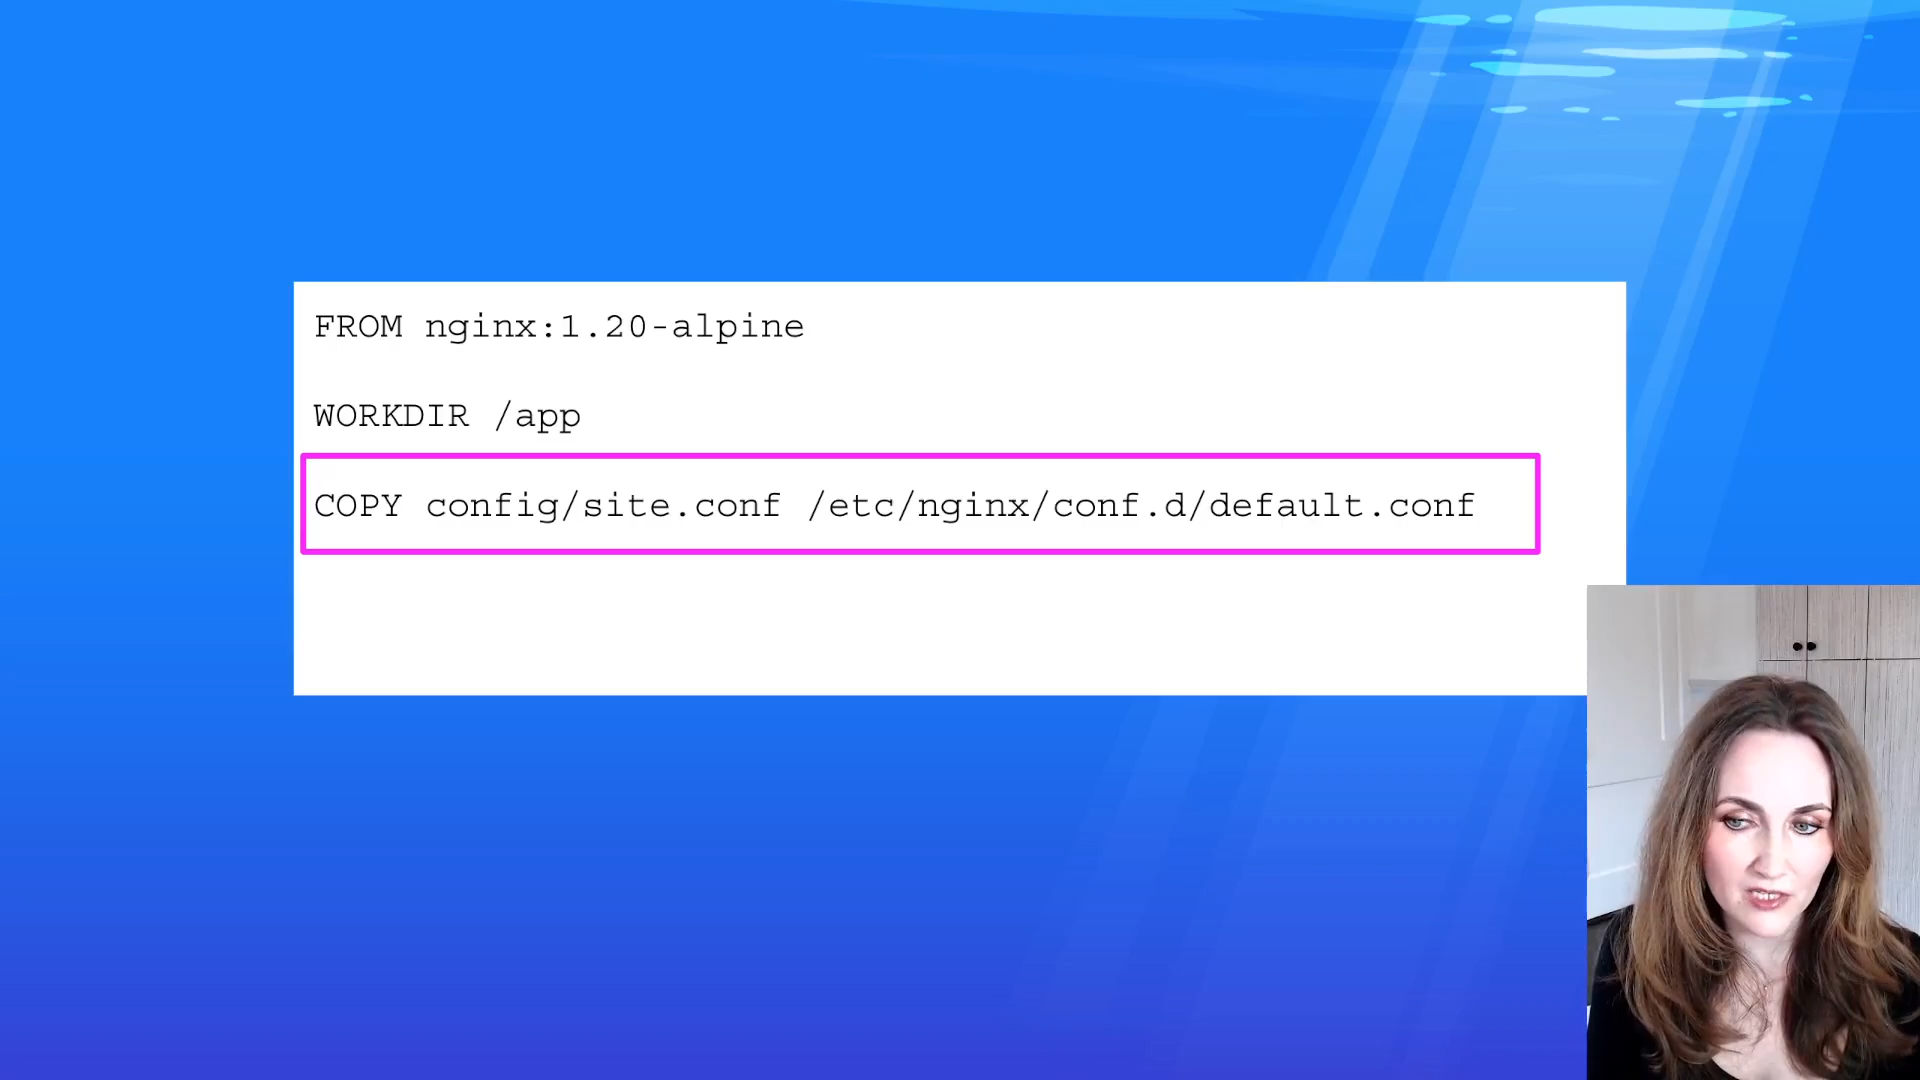 FROM nginx:1.20-alpine
WORKDIR /app
COPY config/site.conf /etc/nginx/conf.d/default.conf